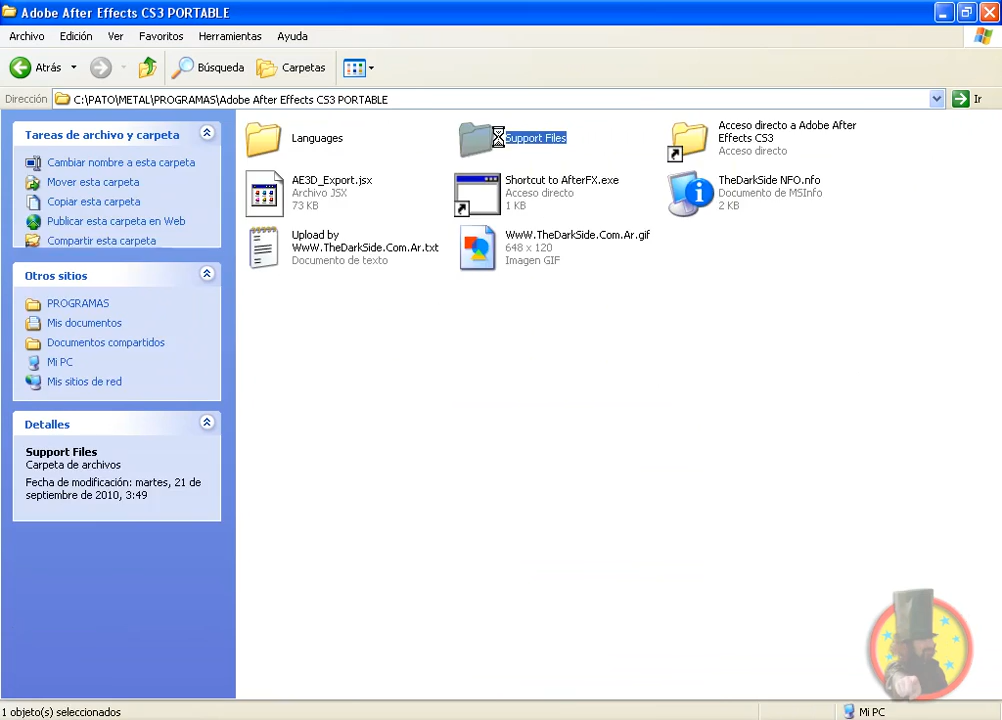 Adobe After Effects CS3 PORTABLE
Archivo Edición Ver Favoritos Herramientas Ayuda
Atrás Búsqueda Carpetas
Dirección C:\PATO\METAL\PROGRAMAS\Adobe After Effects CS3 PORTABLE Ir
Tareas de archivo y carpeta
Cambiar nombre a esta carpeta
Mover esta carpeta
Copiar esta carpeta
Publicar esta carpeta en Web
Compartir esta carpeta
Otros sitios
PROGRAMAS
Mis documentos
Documentos compartidos
Mi PC
Mis sitios de red
Detalles
Support Files
Carpeta de archivos
Fecha de modificación: martes, 21 de
septiembre de 2010, 3:49
Languages
Support Files
Acceso directo a Adobe After
Effects CS3
Acceso directo
AE3D_Export.jsx
Archivo JSX
73 KB
Shortcut to AfterFX.exe
Acceso directo
1 KB
TheDarkSide NFO.nfo
Documento de MSInfo
2 KB
Upload by
WwW.TheDarkSide.Com.Ar.txt
Documento de texto
WwW.TheDarkSide.Com.Ar.gif
648 x 120
Imagen GIF
1 objeto(s) seleccionados
Mi PC